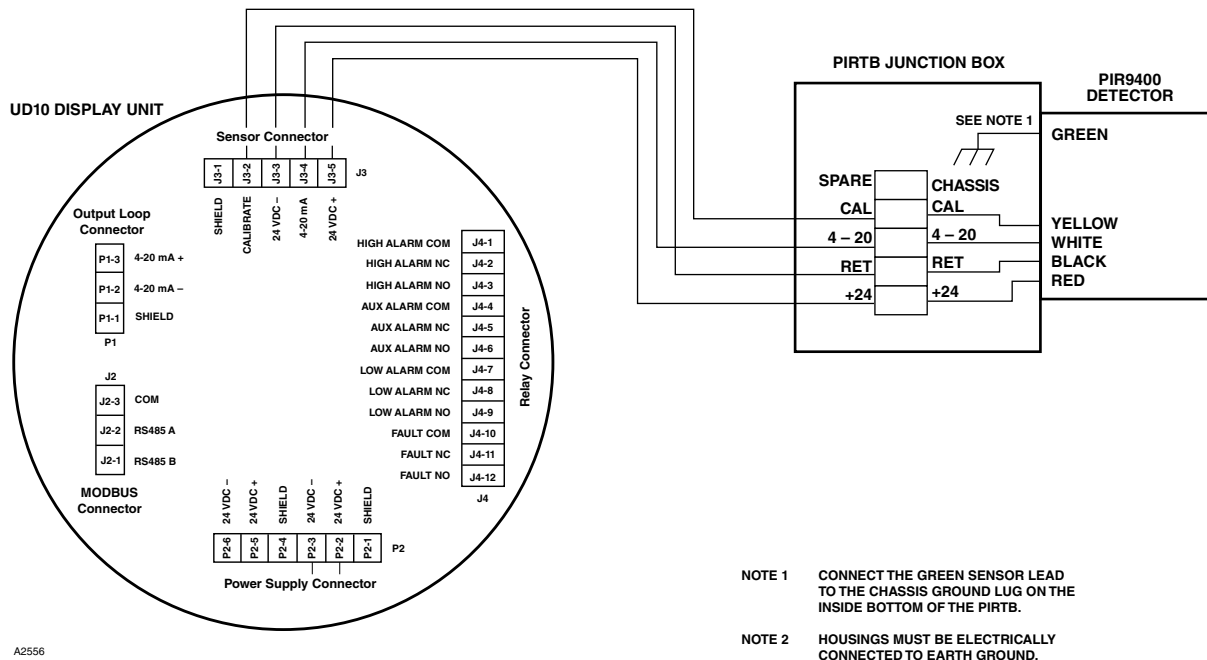 PIRTB JUNCTION BOX
PIR9400
DETECTOR
UD10 DISPLAY UNIT
SEE NOTE 1
GREEN
Sensor Connector
J3-1
J3-2
J3-3
J3-4
J3-5
J3
SHIELD
CALIBRATE
24 VDC –
4-20 mA
24 VDC +
SPARE
CHASSIS
CAL
CAL
YELLOW
4 – 20
4 – 20
WHITE
RET
RET
BLACK
+24
+24
RED
Output Loop
Connector
P1-3 4-20 mA +
P1-2 4-20 mA –
P1-1 SHIELD
P1
HIGH ALARM COM J4-1
HIGH ALARM NC J4-2
HIGH ALARM NO J4-3
AUX ALARM COM J4-4
AUX ALARM NC J4-5
AUX ALARM NO J4-6
LOW ALARM COM J4-7
LOW ALARM NC J4-8
LOW ALARM NO J4-9
FAULT COM J4-10
FAULT NC J4-11
FAULT NO J4-12
J4
Relay Connector
J2
J2-3 COM
J2-2 RS485 A
J2-1 RS485 B
MODBUS
Connector
24 VDC –
24 VDC +
SHIELD
24 VDC –
24 VDC +
SHIELD
P2-6
P2-5
P2-4
P2-3
P2-2
P2-1
P2
Power Supply Connector
NOTE 1 CONNECT THE GREEN SENSOR LEAD
TO THE CHASSIS GROUND LUG ON THE
INSIDE BOTTOM OF THE PIRTB.
NOTE 2 HOUSINGS MUST BE ELECTRICALLY
CONNECTED TO EARTH GROUND.
A2556